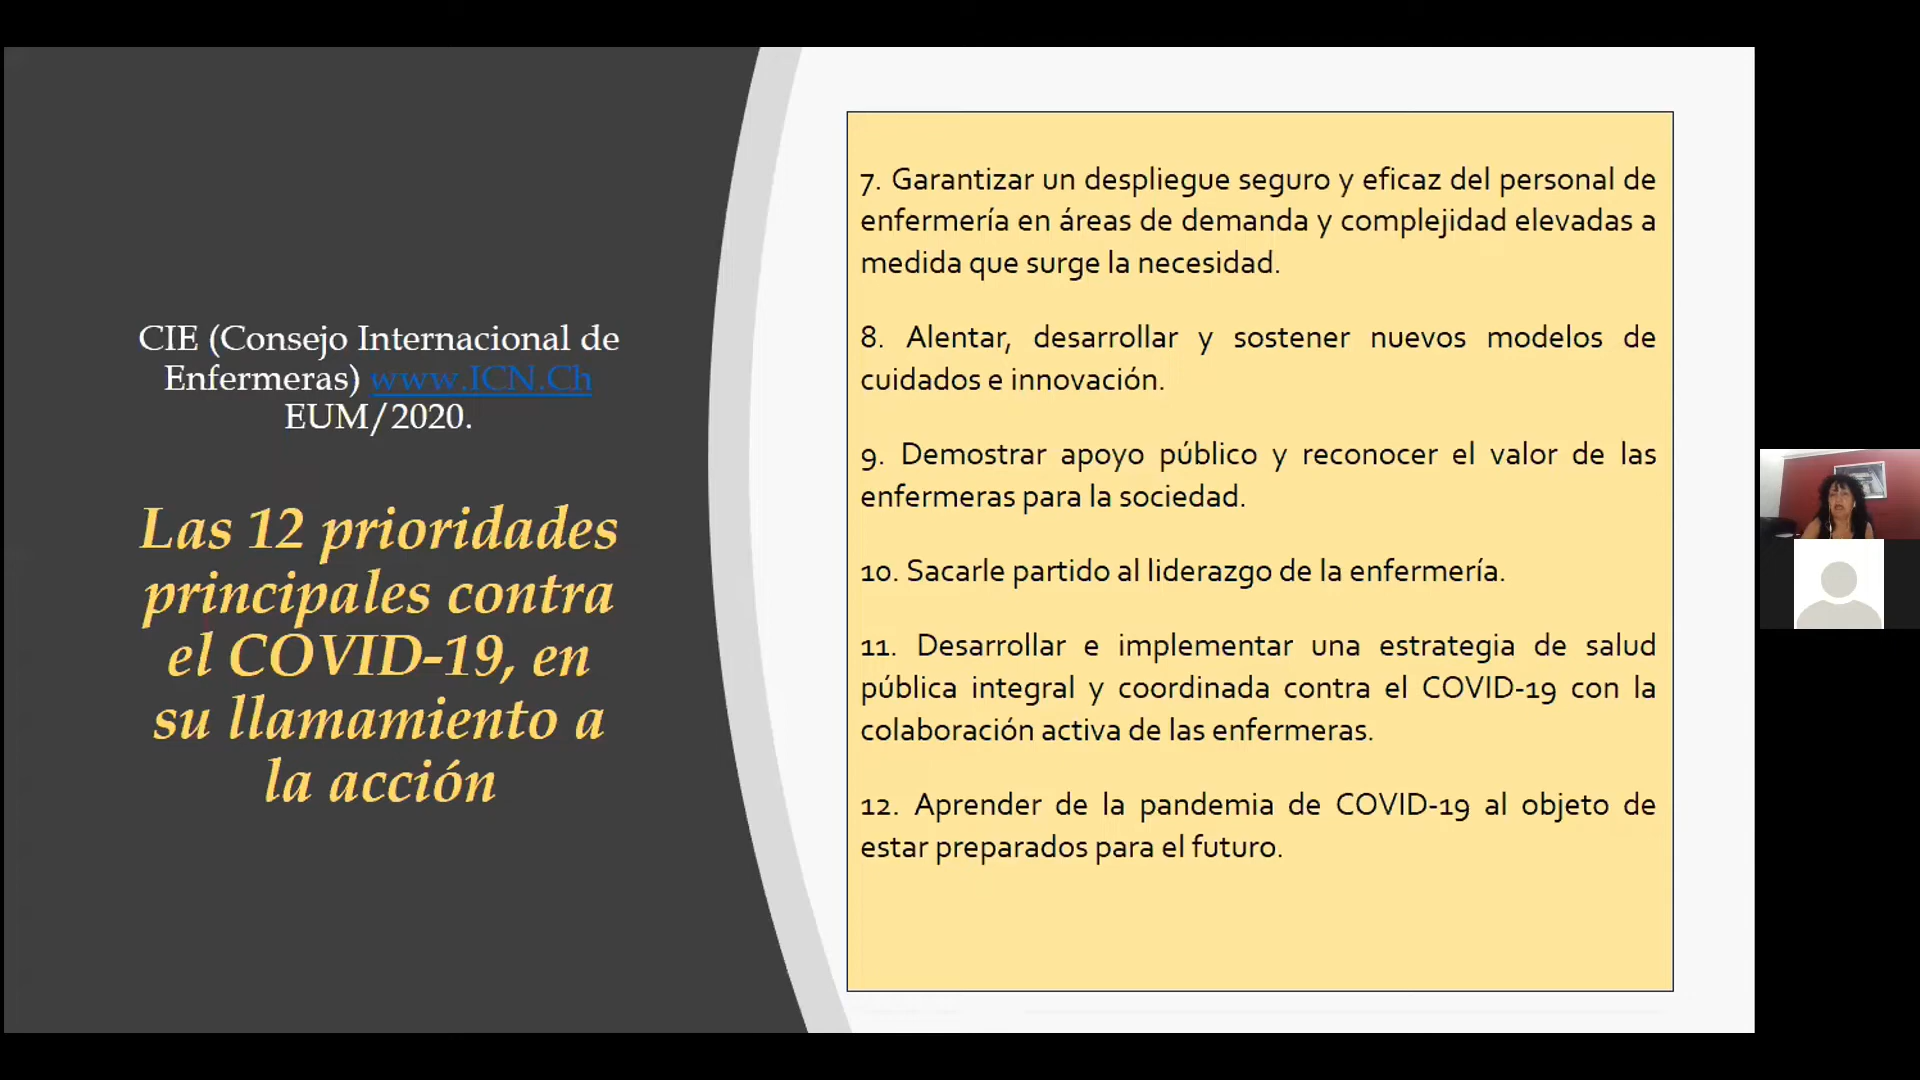 CIE (Consejo Internacional de
Enfermeras) www.ICN.Ch
EUM/2020.
Las 12 prioridades
principales contra
el COVID-19, en
su llamamiento a
la acción
7. Garantizar un despliegue seguro y eficaz del personal de
enfermería en áreas de demanda y complejidad elevadas a
medida que surge la necesidad.
8. Alentar, desarrollar y sostener nuevos modelos de
cuidados e innovación.
9. Demostrar apoyo público y reconocer el valor de las
enfermeras para la sociedad.
10. Sacarle partido al liderazgo de la enfermería.
11. Desarrollar e implementar una estrategia de salud
pública integral y coordinada contra el COVID-19 con la
colaboración activa de las enfermeras.
12. Aprender de la pandemia de COVID-19 al objeto de
estar preparados para el futuro.